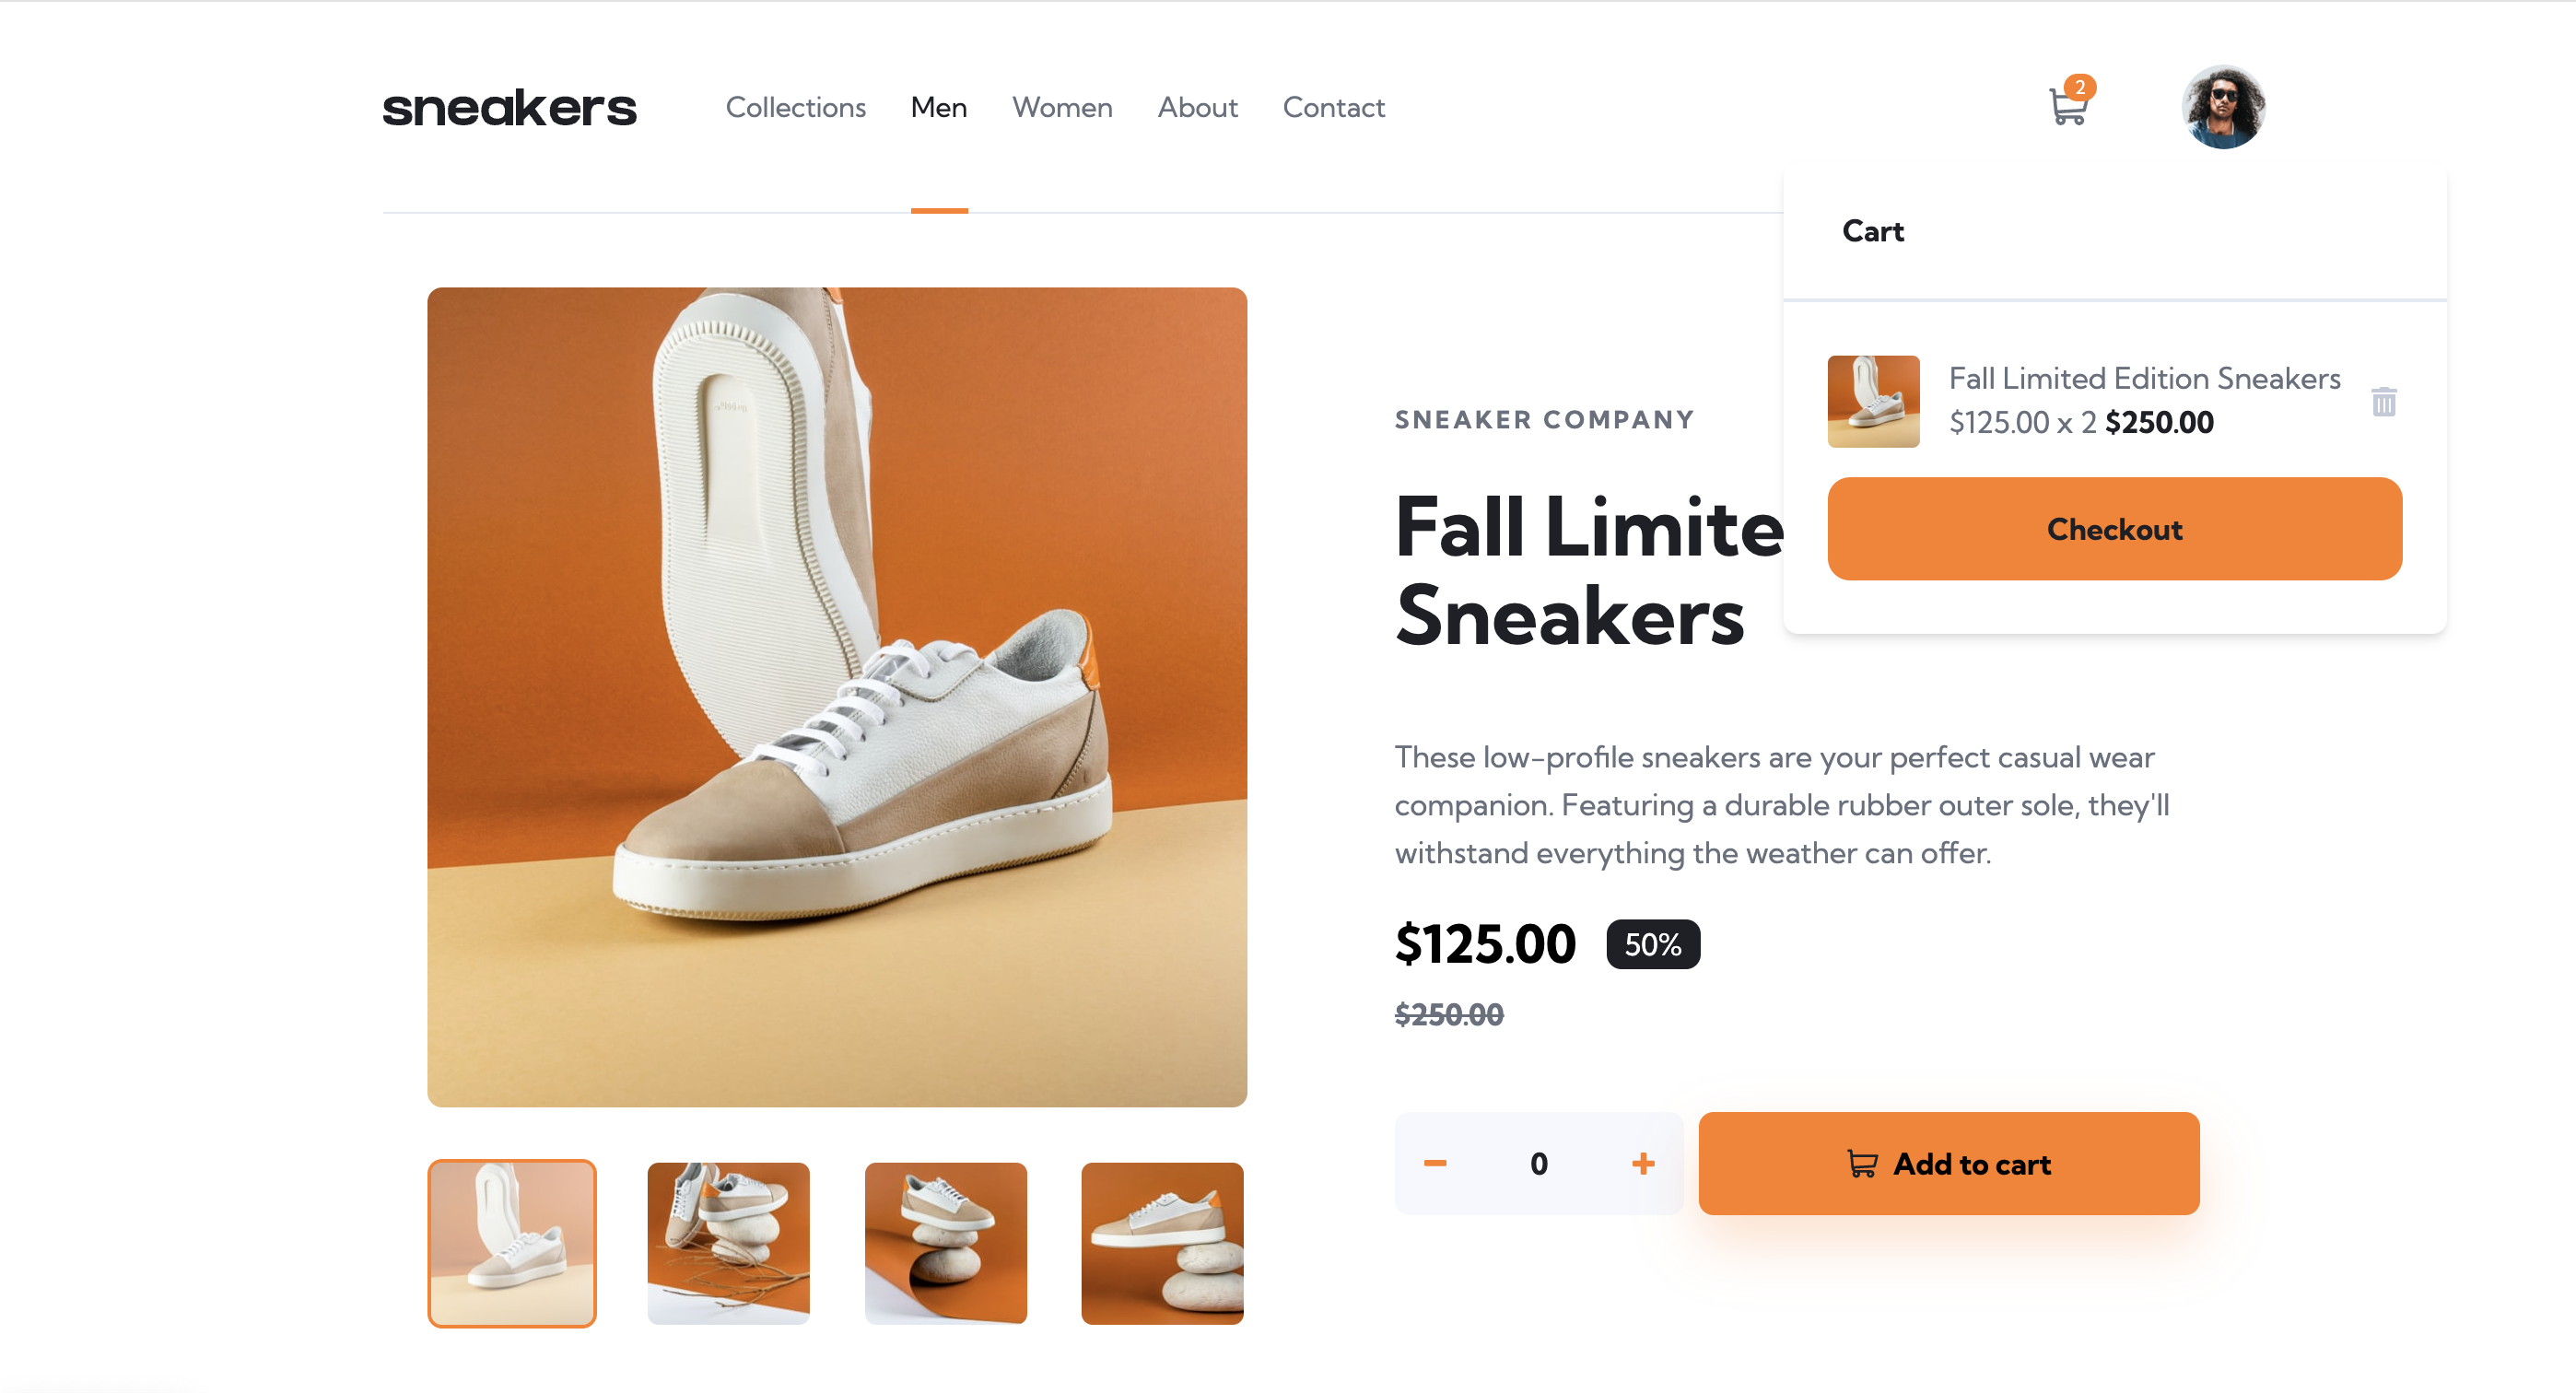 sneakers
Collections Men Women About Contact
2
Cart
Fall Limited Edition Sneakers
$125.00 x 2 $250.00
Checkout
SNEAKER COMPANY
Fall Limite
Sneakers
These low-profile sneakers are your perfect casual wear
companion. Featuring a durable rubber outer sole, they'll
withstand everything the weather can offer.
$125.00 50%
$250.00
0
Add to cart